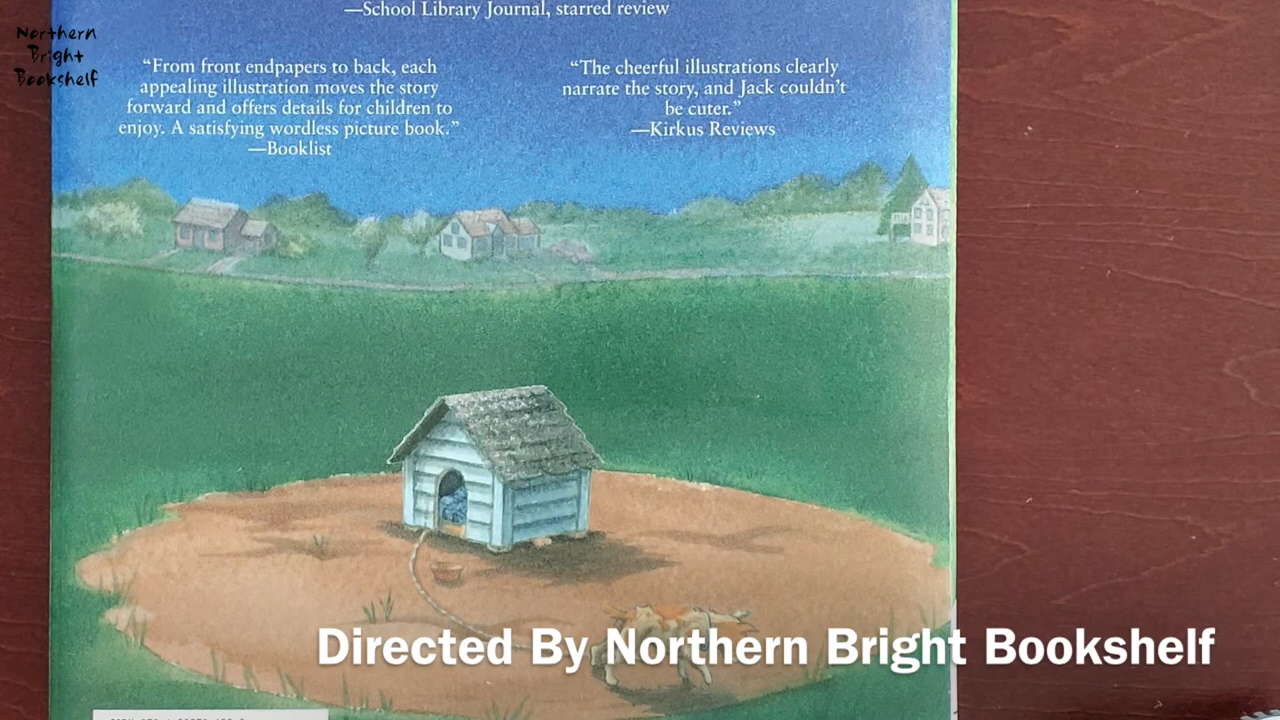 —School Library Journal, starred review
Northern
Bright
Bookshelf
“From front endpapers to back, each
appealing illustration moves the story
forward and offers details for children to
enjoy. A satisfying wordless picture book.”
—Booklist
“The cheerful illustrations clearly
narrate the story, and Jack couldn’t
be cuter.”
—Kirkus Reviews
Directed By Northern Bright Bookshelf